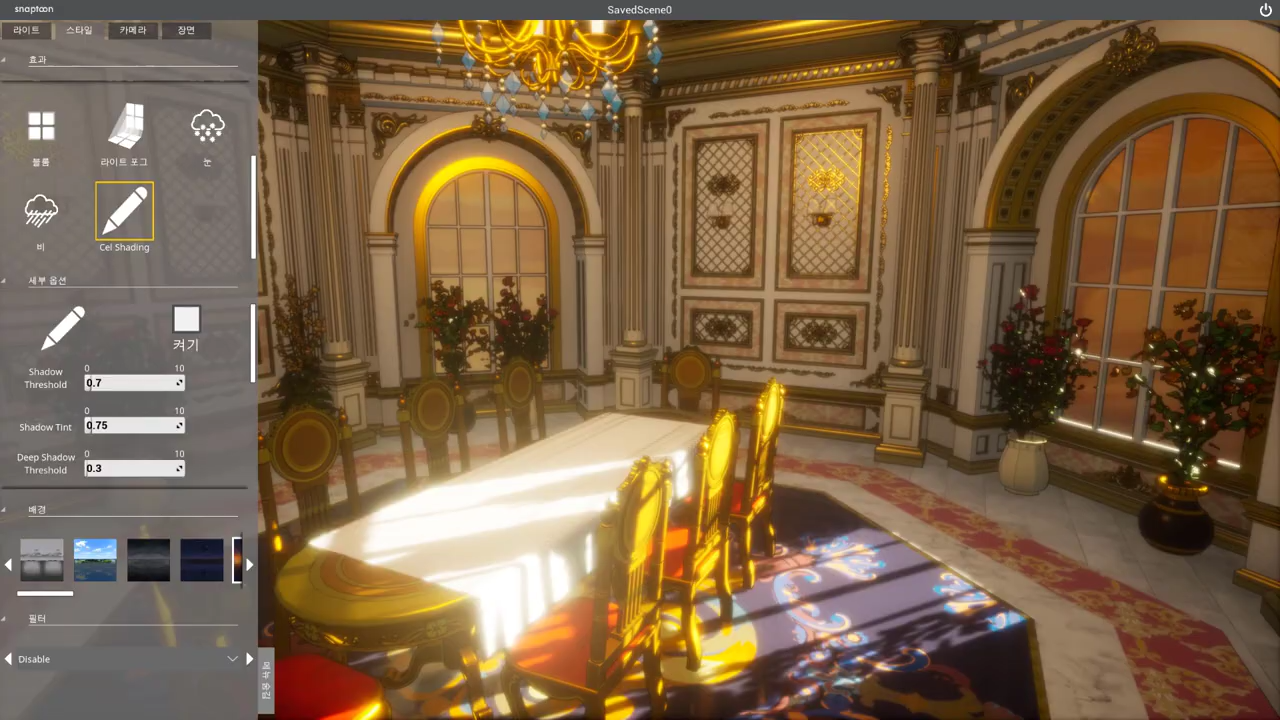 snaptoon
SavedScene0
라이트
스타일
카메라
장면
효과
블룸
라이트 포그
눈
비
Cel Shading
세부 옵션
켜기
Shadow Threshold
0
10
0.7
Shadow Tint
0
10
0.75
Deep Shadow Threshold
0
10
0.3
배경
필터
Disable